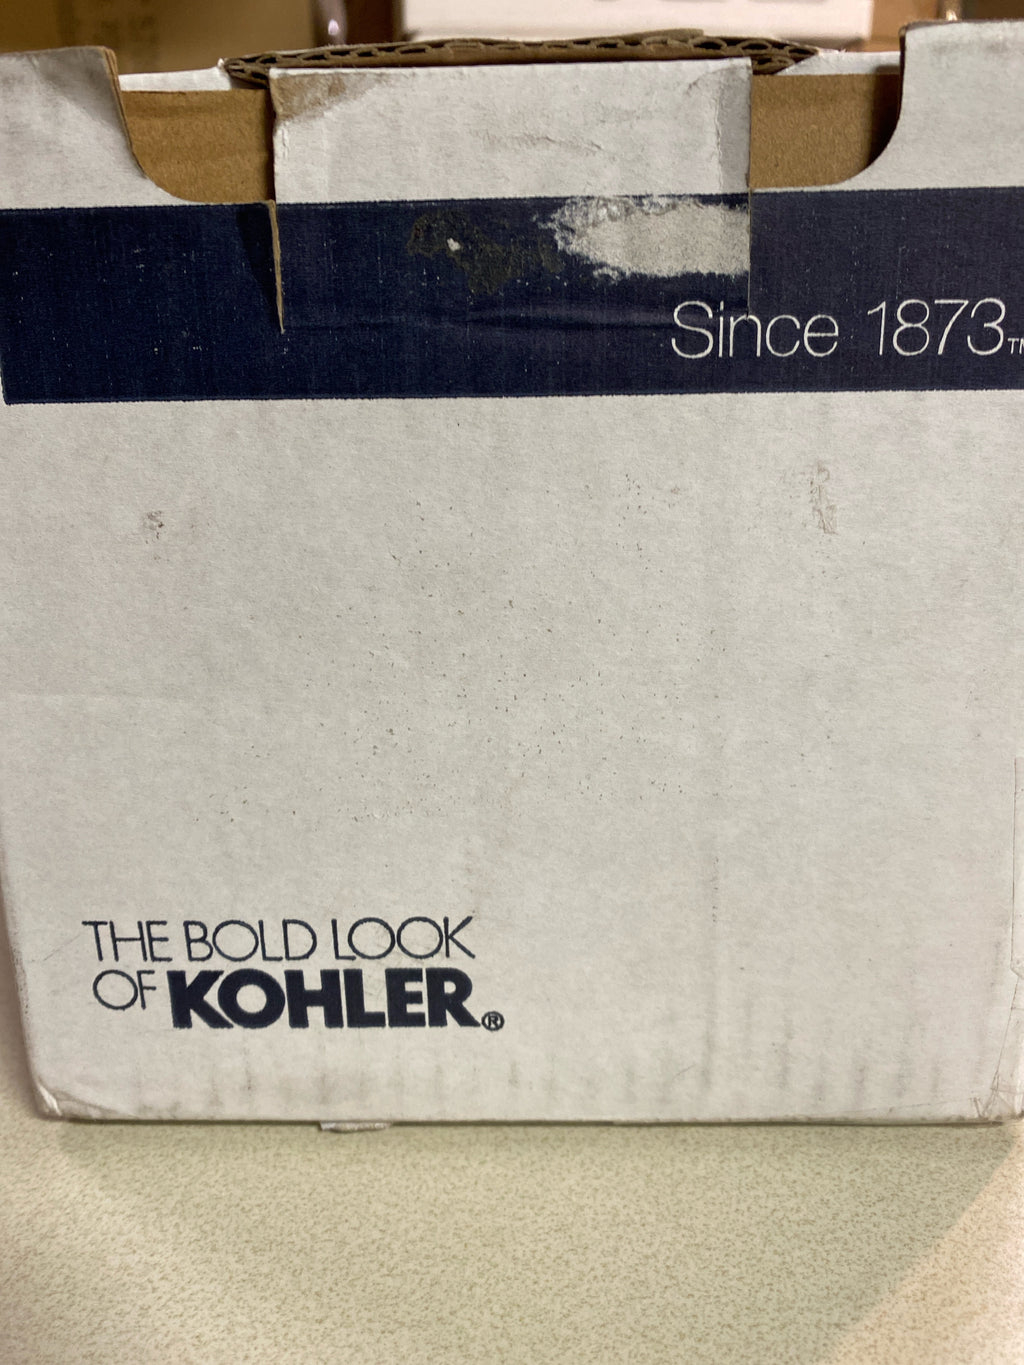 Since 1873™
THE BOLD LOOK
OF KOHLER®